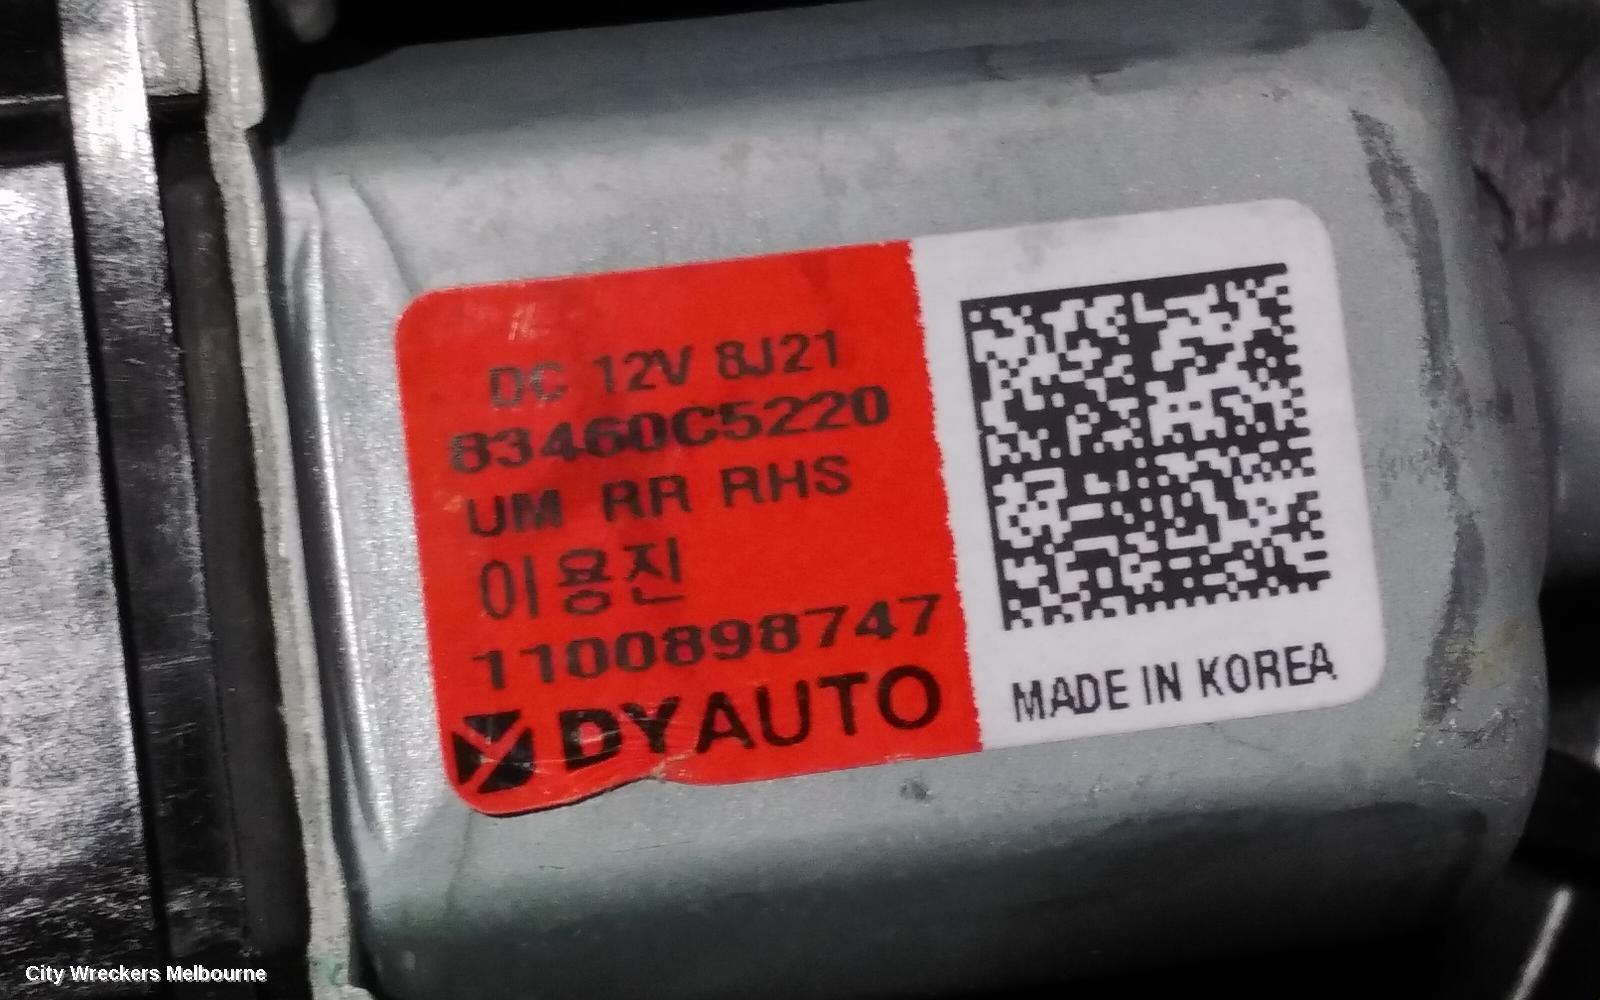 DC 12V 8J21
83460C5220
UM RR RHS
이용진
1100898747
DYAUTO
MADE IN KOREA
City Wreckers Melbourne